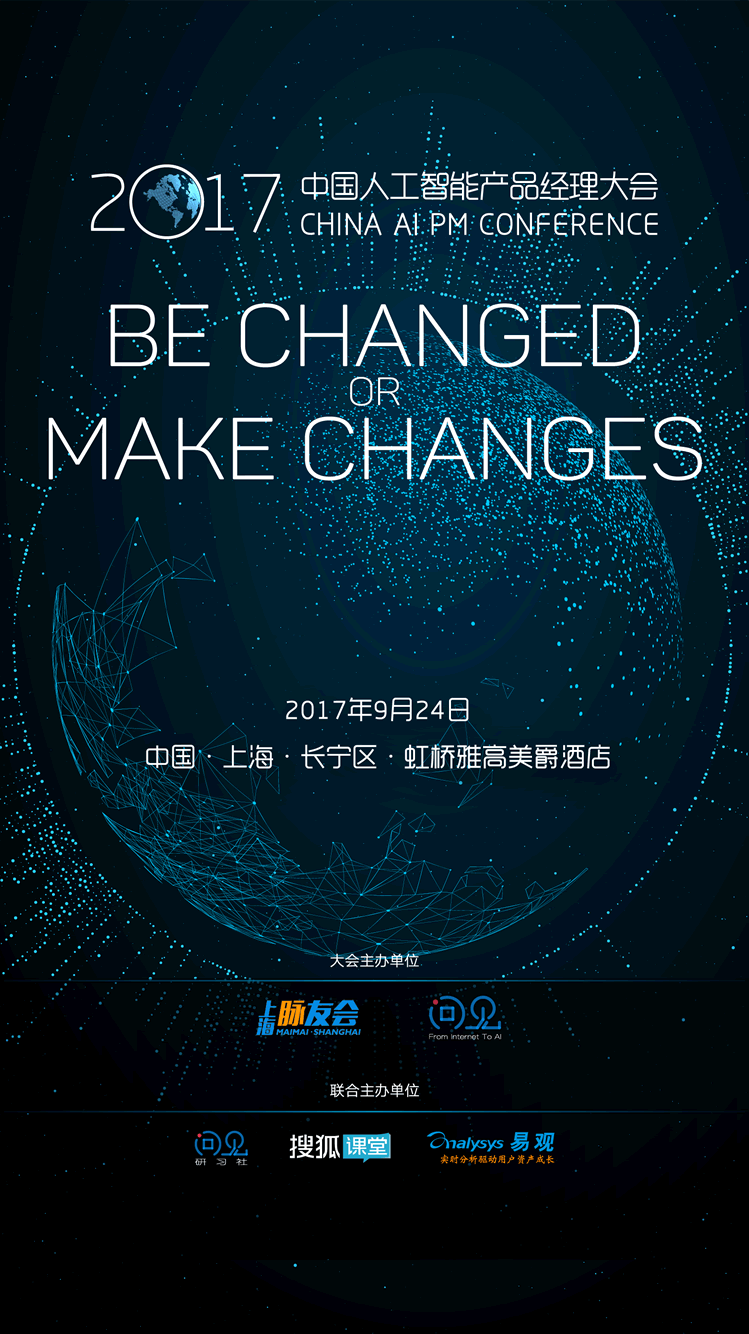 2017 中国人工智能产品经理大会
CHINA AI PM CONFERENCE
BE CHANGED
OR
MAKE CHANGES
2017年9月24日
中国·上海·长宁区·虹桥雅高美爵酒店
大会主办单位
上海脉友会
MAIMAI·SHANGHAI
From Internet To AI
联合主办单位
研习社
搜狐课堂
analysys 易观
实时分析驱动用户资产成长